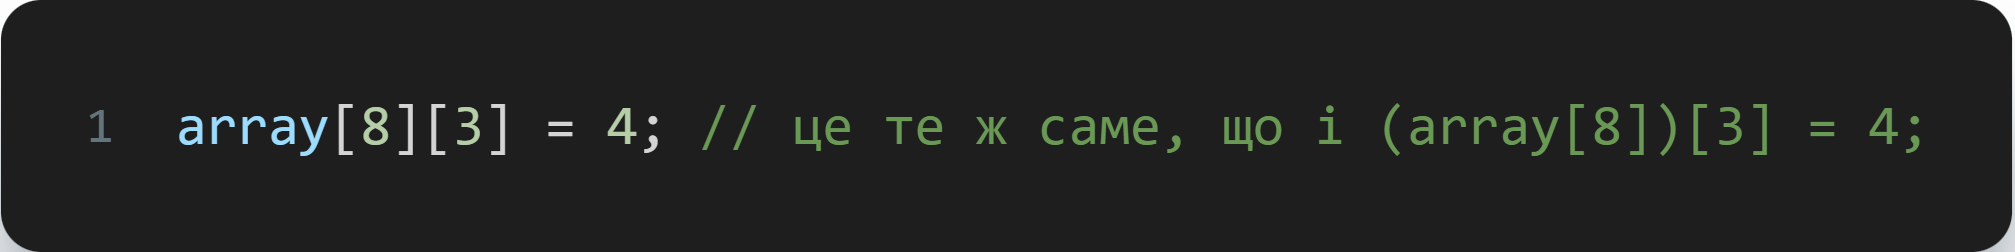 1 array[8][3] = 4; // це те ж саме, що і (array[8])[3] = 4;